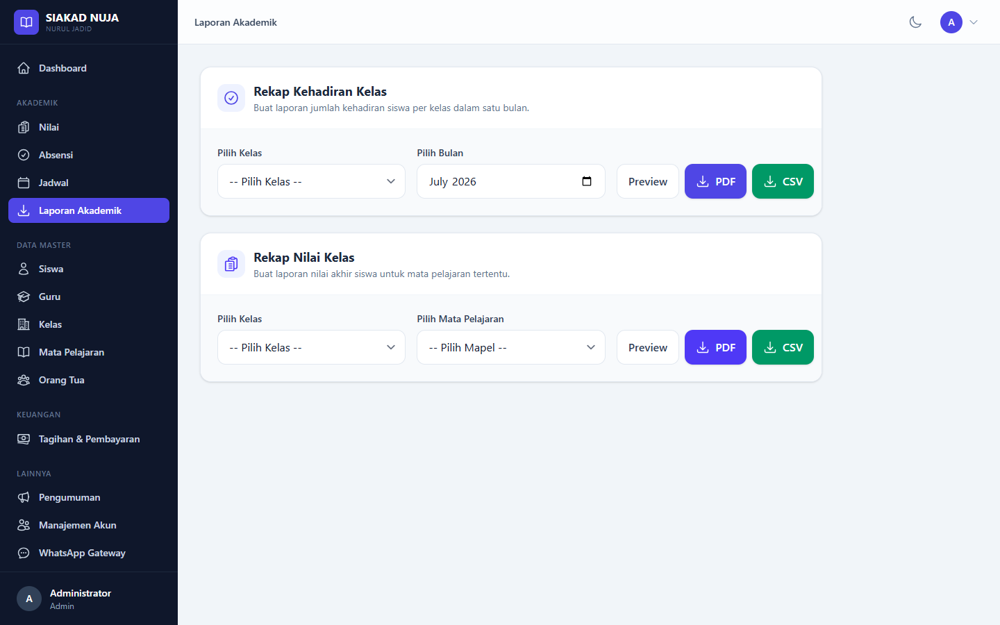 SIAKAD NUJA
NURUL JADID
Dashboard
AKADEMIK
Nilai
Absensi
Jadwal
Laporan Akademik
DATA MASTER
Siswa
Guru
Kelas
Mata Pelajaran
Orang Tua
KEUANGAN
Tagihan & Pembayaran
LAINNYA
Pengumuman
Manajemen Akun
WhatsApp Gateway
A
Administrator
Admin
Laporan Akademik
A
Rekap Kehadiran Kelas
Buat laporan jumlah kehadiran siswa per kelas dalam satu bulan.
Pilih Kelas
Pilih Bulan
-- Pilih Kelas --
July 2026
Preview
PDF
CSV
Rekap Nilai Kelas
Buat laporan nilai akhir siswa untuk mata pelajaran tertentu.
Pilih Kelas
Pilih Mata Pelajaran
-- Pilih Kelas --
-- Pilih Mapel --
Preview
PDF
CSV